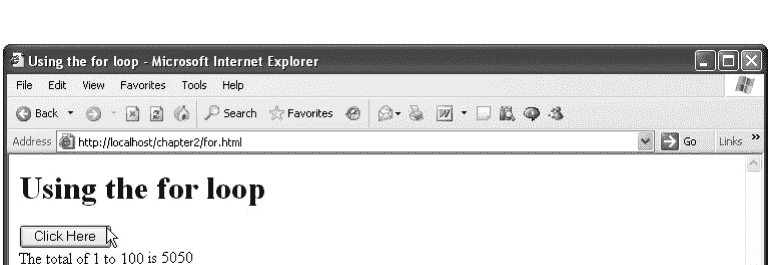 Using the for loop - Microsoft Internet Explorer
File Edit View Favorites Tools Help
Back Search Favorites
Address http://localhost/chapter2/for.html Go Links »
Using the for loop
Click Here
The total of 1 to 100 is 5050